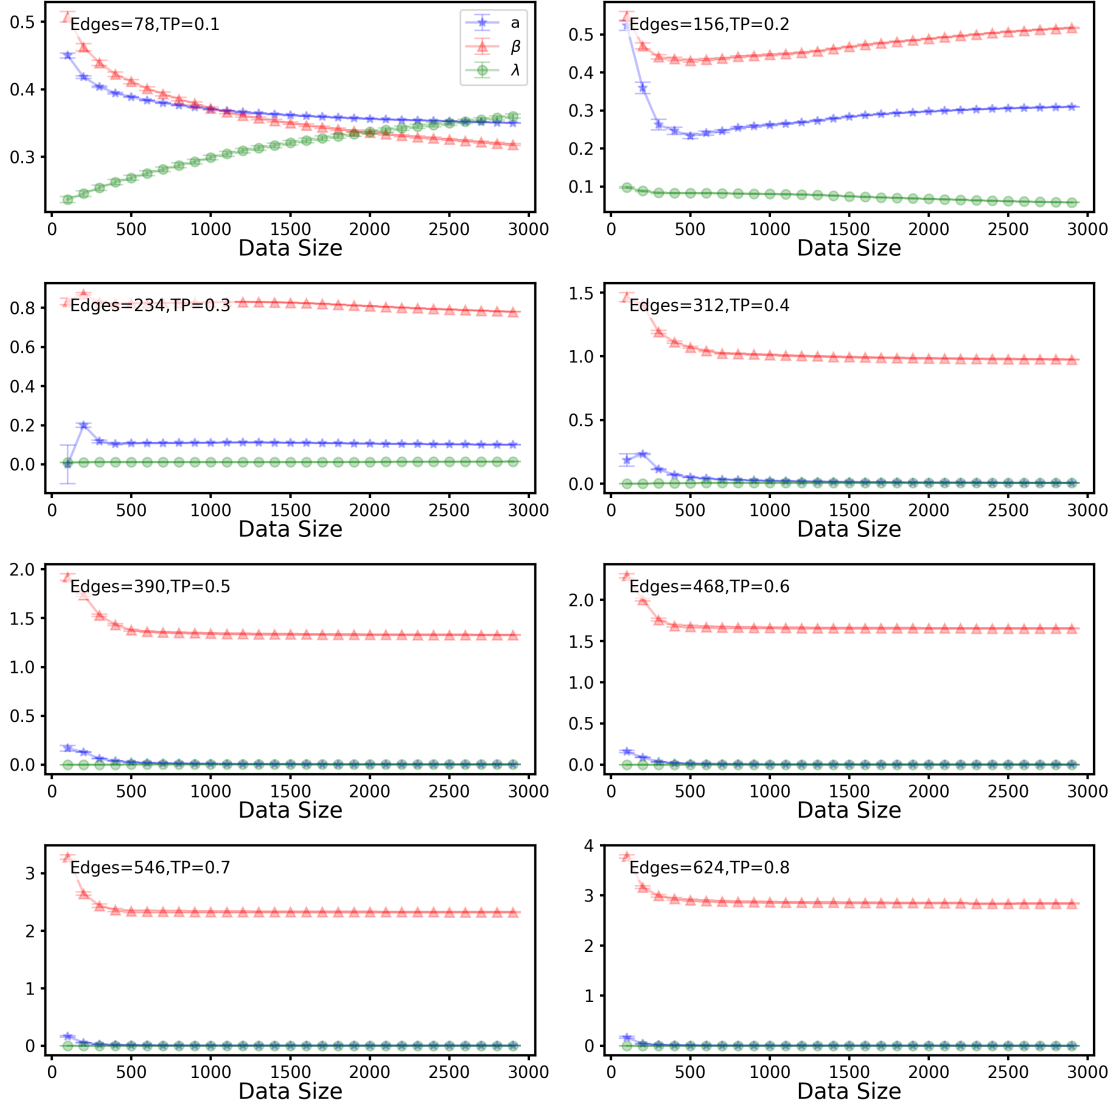 0.5
0.4
0.3
Edges=78,TP=0.1
a
β
λ
0 500 1000 1500 2000 2500 3000
Data Size
0.5
0.4
0.3
0.2
0.1
Edges=156,TP=0.2
0 500 1000 1500 2000 2500 3000
Data Size
0.8
0.6
0.4
0.2
0.0
Edges=234,TP=0.3
0 500 1000 1500 2000 2500 3000
Data Size
1.5
1.0
0.5
0.0
Edges=312,TP=0.4
0 500 1000 1500 2000 2500 3000
Data Size
2.0
1.5
1.0
0.5
0.0
Edges=390,TP=0.5
0 500 1000 1500 2000 2500 3000
Data Size
2.0
1.5
1.0
0.5
0.0
Edges=468,TP=0.6
0 500 1000 1500 2000 2500 3000
Data Size
3
2
1
0
Edges=546,TP=0.7
0 500 1000 1500 2000 2500 3000
Data Size
4
3
2
1
0
Edges=624,TP=0.8
0 500 1000 1500 2000 2500 3000
Data Size